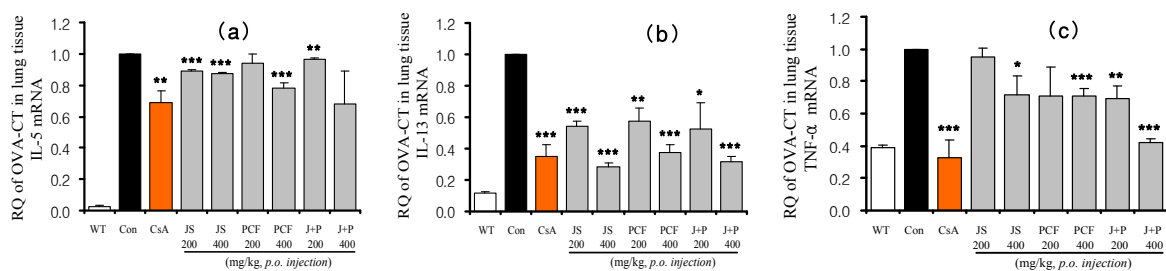 (a)
RQ of OVA-CT in lung tissue
IL-5 mRNA
1.2
1.0
0.8
0.6
0.4
0.2
0.0
** *** *** *** **
WT Con CsA JS JS PCF PCF J+P J+P
200 400 200 400 200 400
(mg/kg, p.o. injection)
(b)
RQ of OVA-CT in lung tissue
IL-13 mRNA
1.2
1.0
0.8
0.6
0.4
0.2
0.0
*** *** *** ** *** * ***
WT Con CsA JS JS PCF PCF J+P J+P
200 400 200 400 200 400
(mg/kg, p.o. injection)
(c)
RQ of OVA-CT in lung tissue
TNF-α mRNA
1.2
1.0
0.8
0.6
0.4
0.2
0.0
*** * *** ** ***
WT Con CsA JS JS PCF PCF J+P J+P
200 400 200 400 200 400
(mg/kg, p.o. injection)